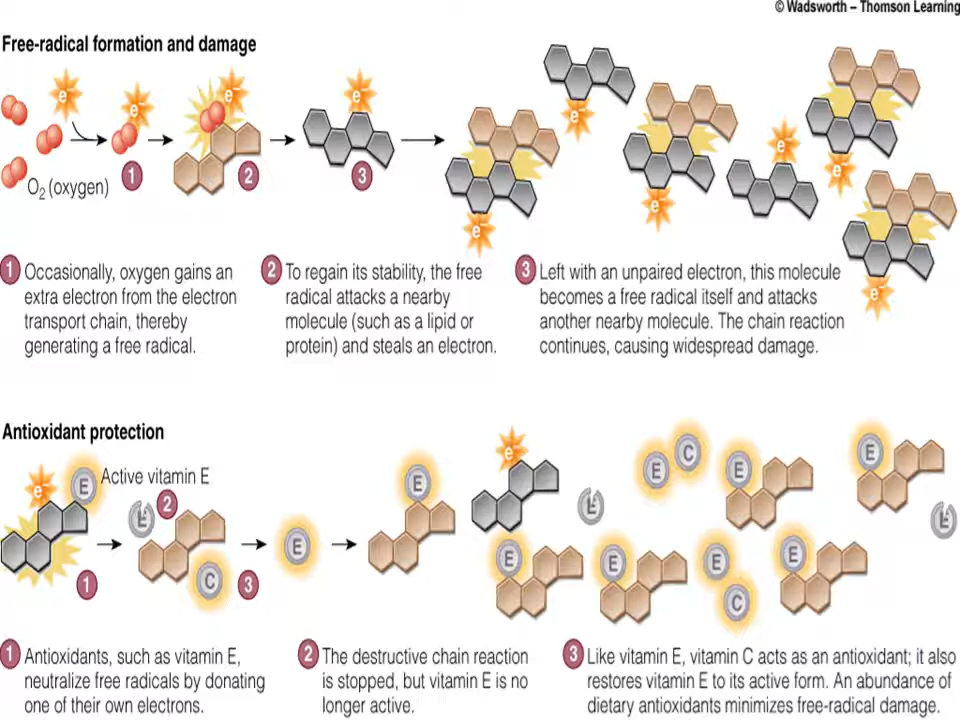 © Wadsworth – Thomson Learning
Free-radical formation and damage
e-
e-
e-
e-
e-
e-
e-
e-
e-
e-
O2 (oxygen)
1
2
3
1 Occasionally, oxygen gains an
extra electron from the electron
transport chain, thereby
generating a free radical.
2 To regain its stability, the free
radical attacks a nearby
molecule (such as a lipid or
protein) and steals an electron.
3 Left with an unpaired electron, this molecule
becomes a free radical itself and attacks
another nearby molecule. The chain reaction
continues, causing widespread damage.
Antioxidant protection
e-
E
Active vitamin E
2
E
C
1
3
E
E
e-
E
E
E
E
C
E
E
C
E
E
E
E
1 Antioxidants, such as vitamin E,
neutralize free radicals by donating
one of their own electrons.
2 The destructive chain reaction
is stopped, but vitamin E is no
longer active.
3 Like vitamin E, vitamin C acts as an antioxidant; it also
restores vitamin E to its active form. An abundance of
dietary antioxidants minimizes free-radical damage.